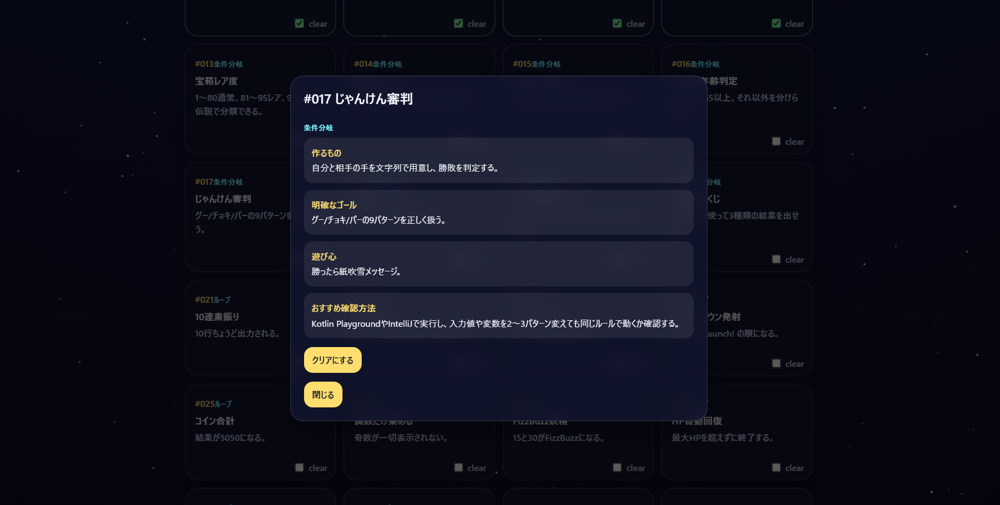 clear
clear
clear
clear
#013条件分岐
宝箱レア度
1〜80通常、81〜95レア、9
伝説で分類できる。
#014条件分岐
#015条件分岐
#016条件分岐
年齢判定
65以上、それ以外を分けら
clear
#017 じゃんけん審判
条件分岐
作るもの
自分と相手の手を文字列で用意し、勝敗を判定する。
明確なゴール
グー/チョキ/パーの9パターンを正しく扱う。
遊び心
勝ったら紙吹雪メッセージ。
おすすめ確認方法
Kotlin PlaygroundやIntelliJで実行し、入力値や変数を2〜3パターン変えても同じルールで動くか確認する。
クリアにする
閉じる
#017条件分岐
じゃんけん審判
グー/チョキ/パーの9パターンを
う。
分岐
くじ
使って3種類の結果を出せ
clear
#021ループ
10連素振り
10行ちょうど出力される。
ウン発射
aunch! の順になる。
clear
#025ループ
コイン合計
結果が5050になる。
clear
偶数だけ集める
奇数が一切表示されない。
clear
FizzBuzz妖精
15と30がFizzBuzzになる。
clear
HP自動回復
最大HPを超えずに終了する。
clear